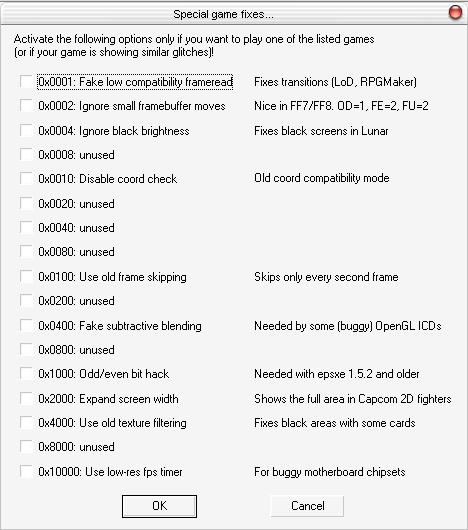 Special game fixes...
Activate the following options only if you want to play one of the listed games
(or if your game is showing similar glitches)!
0x0001: Fake low compatibility frameread Fixes transitions (LoD, RPGMaker)
0x0002: Ignore small framebuffer moves Nice in FF7/FF8. OD=1, FE=2, FU=2
0x0004: Ignore black brightness Fixes black screens in Lunar
0x0008: unused
0x0010: Disable coord check Old coord compatibility mode
0x0020: unused
0x0040: unused
0x0080: unused
0x0100: Use old frame skipping Skips only every second frame
0x0200: unused
0x0400: Fake subtractive blending Needed by some (buggy) OpenGL ICDs
0x0800: unused
0x1000: Odd/even bit hack Needed with epsxe 1.5.2 and older
0x2000: Expand screen width Shows the full area in Capcom 2D fighters
0x4000: Use old texture filtering Fixes black areas with some cards
0x8000: unused
0x10000: Use low-res fps timer For buggy motherboard chipsets
OK Cancel